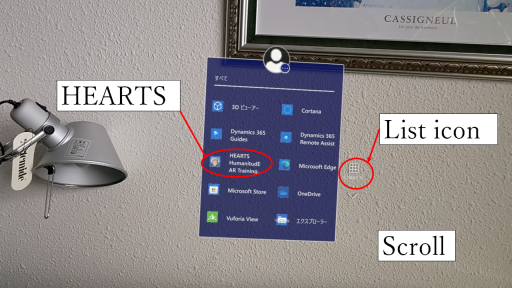 CASSIGNEUL
HEARTS
すべて
3D ビューアー
Cortana
List icon
Dynamics 365
Guides
Dynamics 365
Remote Assist
HEARTS
HumanitudE
AR Training
Microsoft Edge
Microsoft Store
OneDrive
Vuforia View
エクスプローラー
Scroll